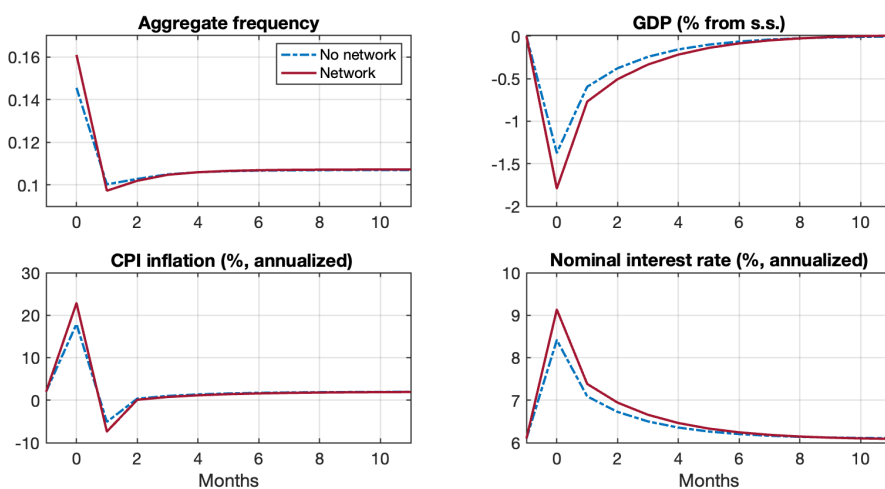 Aggregate frequency
0.16
0.14
0.12
0.1
0 2 4 6 8 10
No network
Network
GDP (% from s.s.)
0
-0.5
-1
-1.5
-2
0 2 4 6 8 10
CPI inflation (%, annualized)
30
20
10
0
-10
0 2 4 6 8 10
Months
Nominal interest rate (%, annualized)
10
9
8
7
6
0 2 4 6 8 10
Months